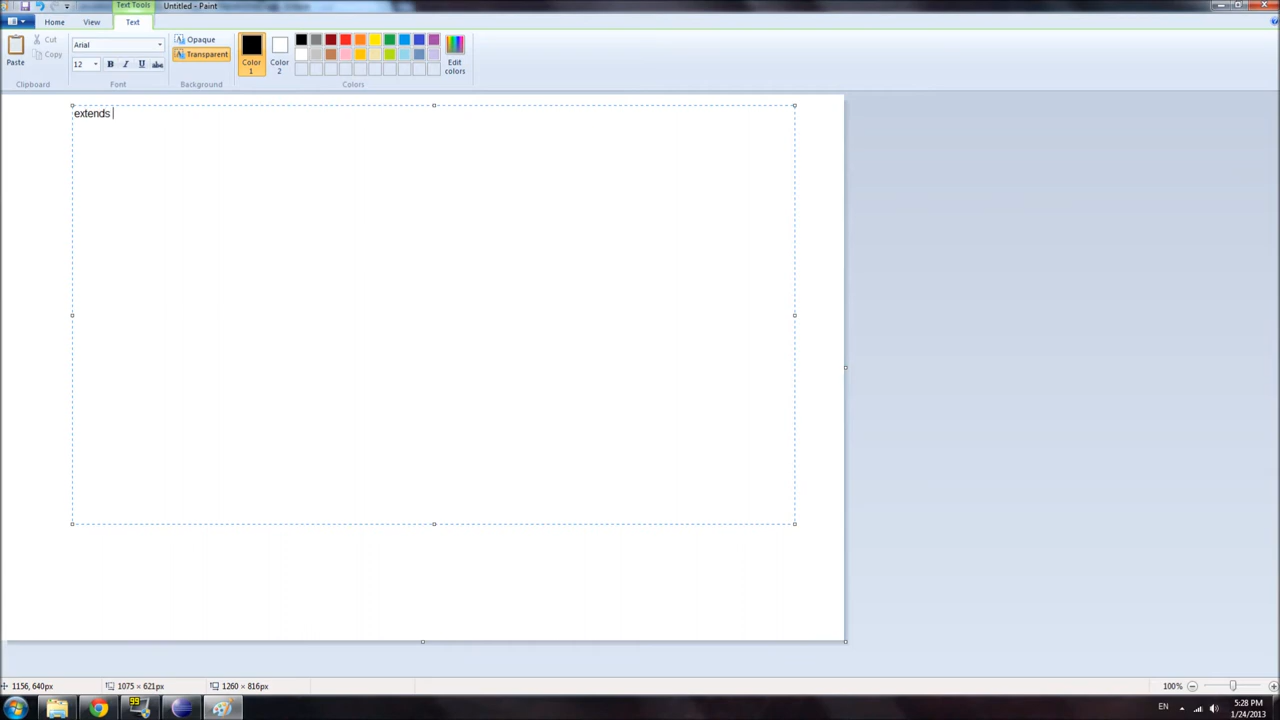 Text Tools
Untitled - Paint
Home
View
Text
Paste
Cut
Copy
Clipboard
Arial
12
B I U abc
Font
Opaque
Transparent
Background
Color 1
Color 2
Edit colors
Colors
extends
1156, 640px
1075 × 621px
1260 × 816px
100%
99
EN
5:28 PM
1/24/2013